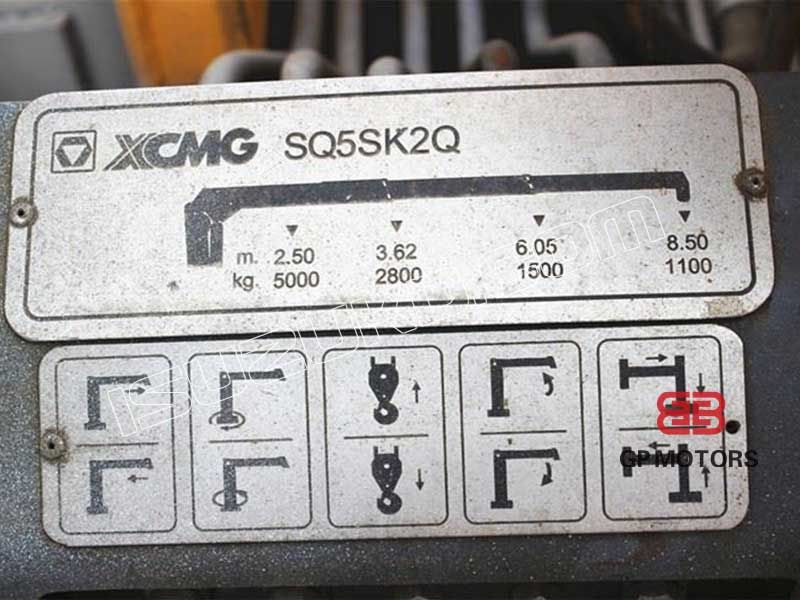 XCMG SQ5SK2Q
m. 2.50 3.62 6.05 8.50
kg. 5000 2800 1500 1100
GP MOTORS